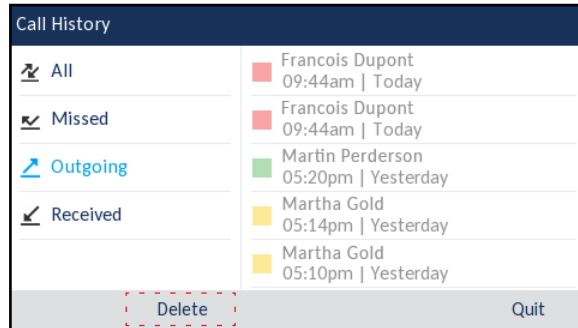 Call History
All
Missed
Outgoing
Received
Francois Dupont
09:44am | Today
Francois Dupont
09:44am | Today
Martin Perderson
05:20pm | Yesterday
Martha Gold
05:14pm | Yesterday
Martha Gold
05:10pm | Yesterday
Delete
Quit